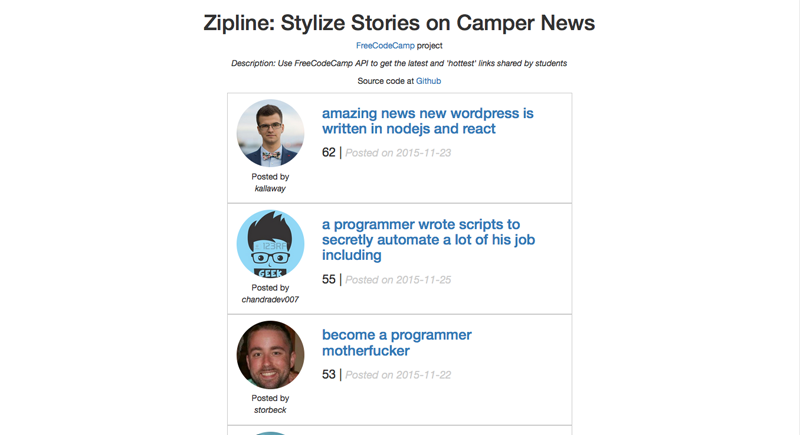 Zipline: Stylize Stories on Camper News
FreeCodeCamp project
Description: Use FreeCodeCamp API to get the latest and 'hottest' links shared by students
Source code at Github
amazing news new wordpress is
written in nodejs and react
62 | Posted on 2015-11-23
Posted by
kallaway
a programmer wrote scripts to
secretly automate a lot of his job
including
55 | Posted on 2015-11-25
GEEK
Posted by
chandradev007
become a programmer
motherfucker
53 | Posted on 2015-11-22
Posted by
storbeck